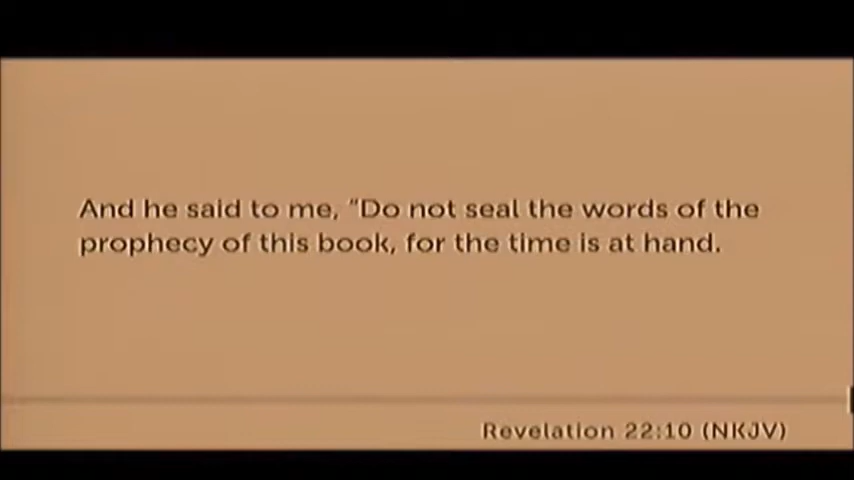 And he said to me, “Do not seal the words of the
prophecy of this book, for the time is at hand.
Revelation 22:10 (NKJV)